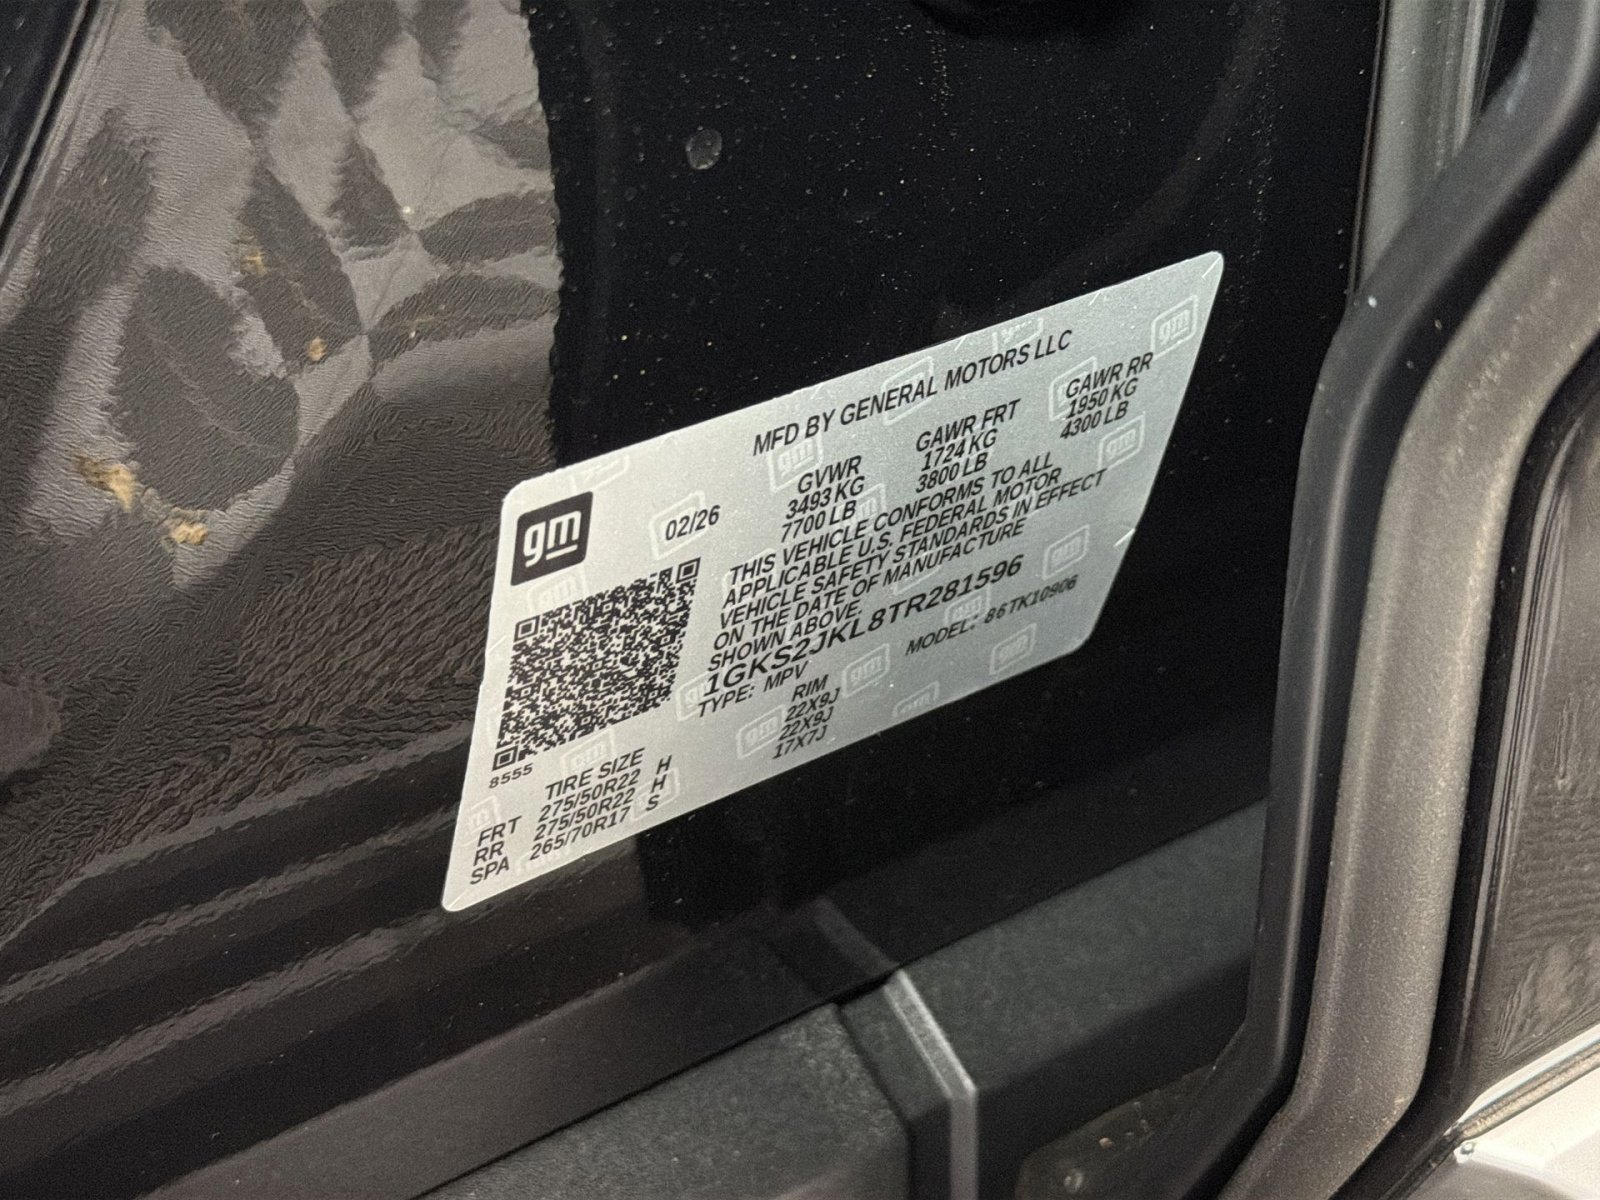 MFD BY GENERAL MOTORS LLC
gm
02/26
GVWR GAWR FRT GAWR RR
3493 KG 1724 KG 1950 KG
7700 LB 3800 LB 4300 LB
THIS VEHICLE CONFORMS TO ALL
APPLICABLE U.S. FEDERAL MOTOR
VEHICLE SAFETY STANDARDS IN EFFECT
ON THE DATE OF MANUFACTURE
SHOWN ABOVE.
1GKS2JKL8TR281596
TYPE: MPV MODEL: 86TK10906
8555
TIRE SIZE RIM
FRT 275/50R22 H 22X9J
RR 275/50R22 H 22X9J
SPA 265/70R17 S 17X7J